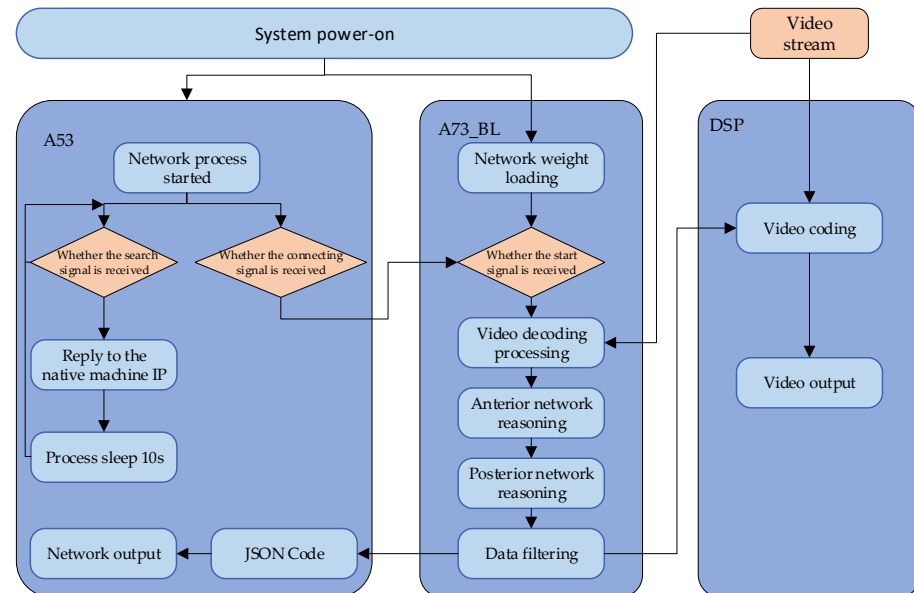 System power-on
Video
stream
A53
Network process
started
Whether the search
signal is received
Whether the connecting
signal is received
Reply to the
native machine IP
Process sleep 10s
Network output
JSON Code
A73_BL
Network weight
loading
Whether the start
signal is received
Video decoding
processing
Anterior network
reasoning
Posterior network
reasoning
Data filtering
DSP
Video coding
Video output